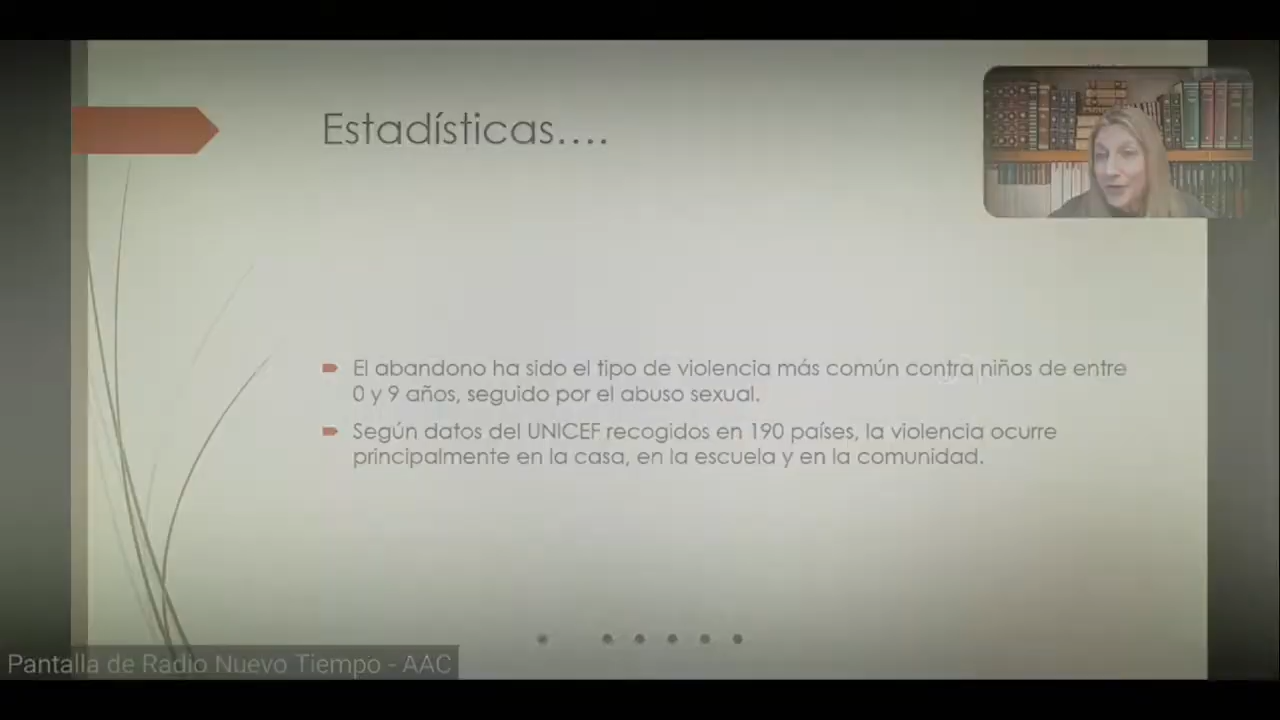 Estadísticas....
El abandono ha sido el tipo de violencia más común contra niños de entre
0 y 9 años, seguido por el abuso sexual.
Según datos del UNICEF recogidos en 190 países, la violencia ocurre
principalmente en la casa, en la escuela y en la comunidad.
Pantalla de Radio Nuevo Tiempo - AAC